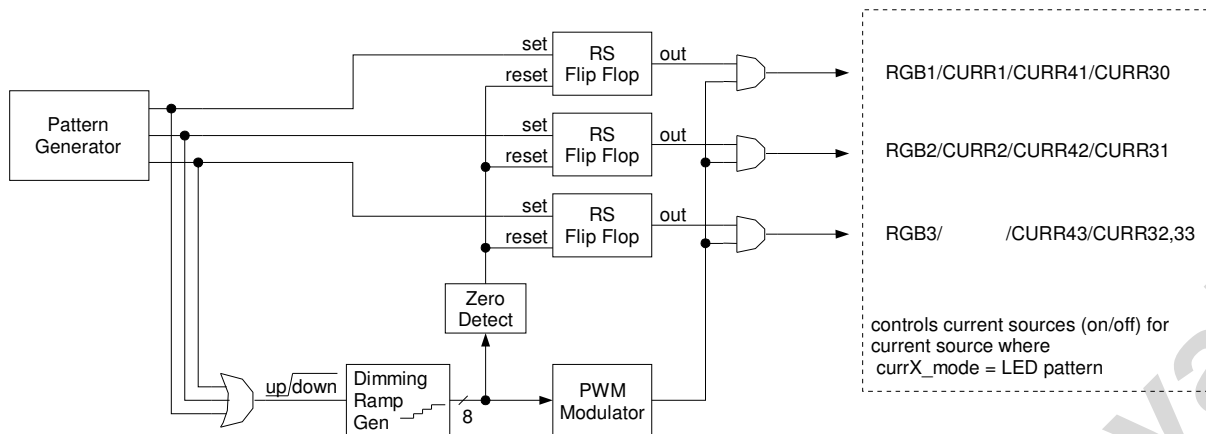 Pattern
Generator
set
reset
RS
Flip Flop
out
RGB1/CURR1/CURR41/CURR30
set
reset
RS
Flip Flop
out
RGB2/CURR2/CURR42/CURR31
set
reset
RS
Flip Flop
out
RGB3/ /CURR43/CURR32,33
Zero
Detect
controls current sources (on/off) for
current source where
currX_mode = LED pattern
up/down
Dimming
Ramp
Gen
8
PWM
Modulator